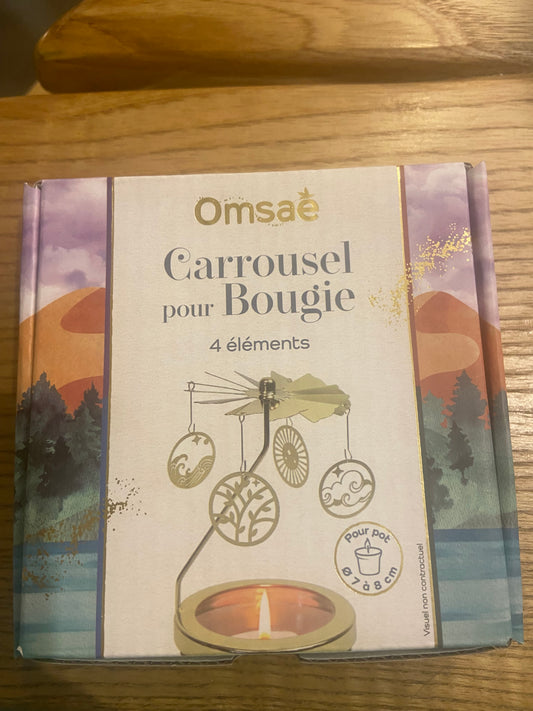 Omsaé
Carrousel
pour Bougie
4 éléments
Pour pot
Ø 7 à 8 cm
Visuel non contractuel